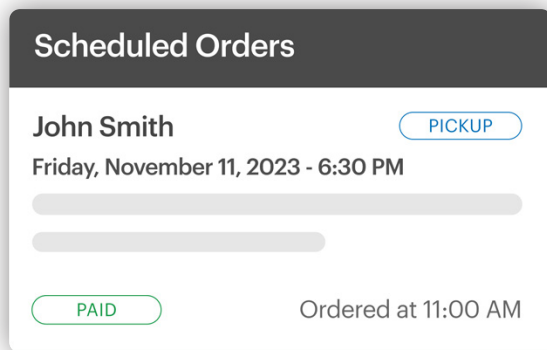 Scheduled Orders
John Smith
PICKUP
Friday, November 11, 2023 - 6:30 PM
PAID
Ordered at 11:00 AM